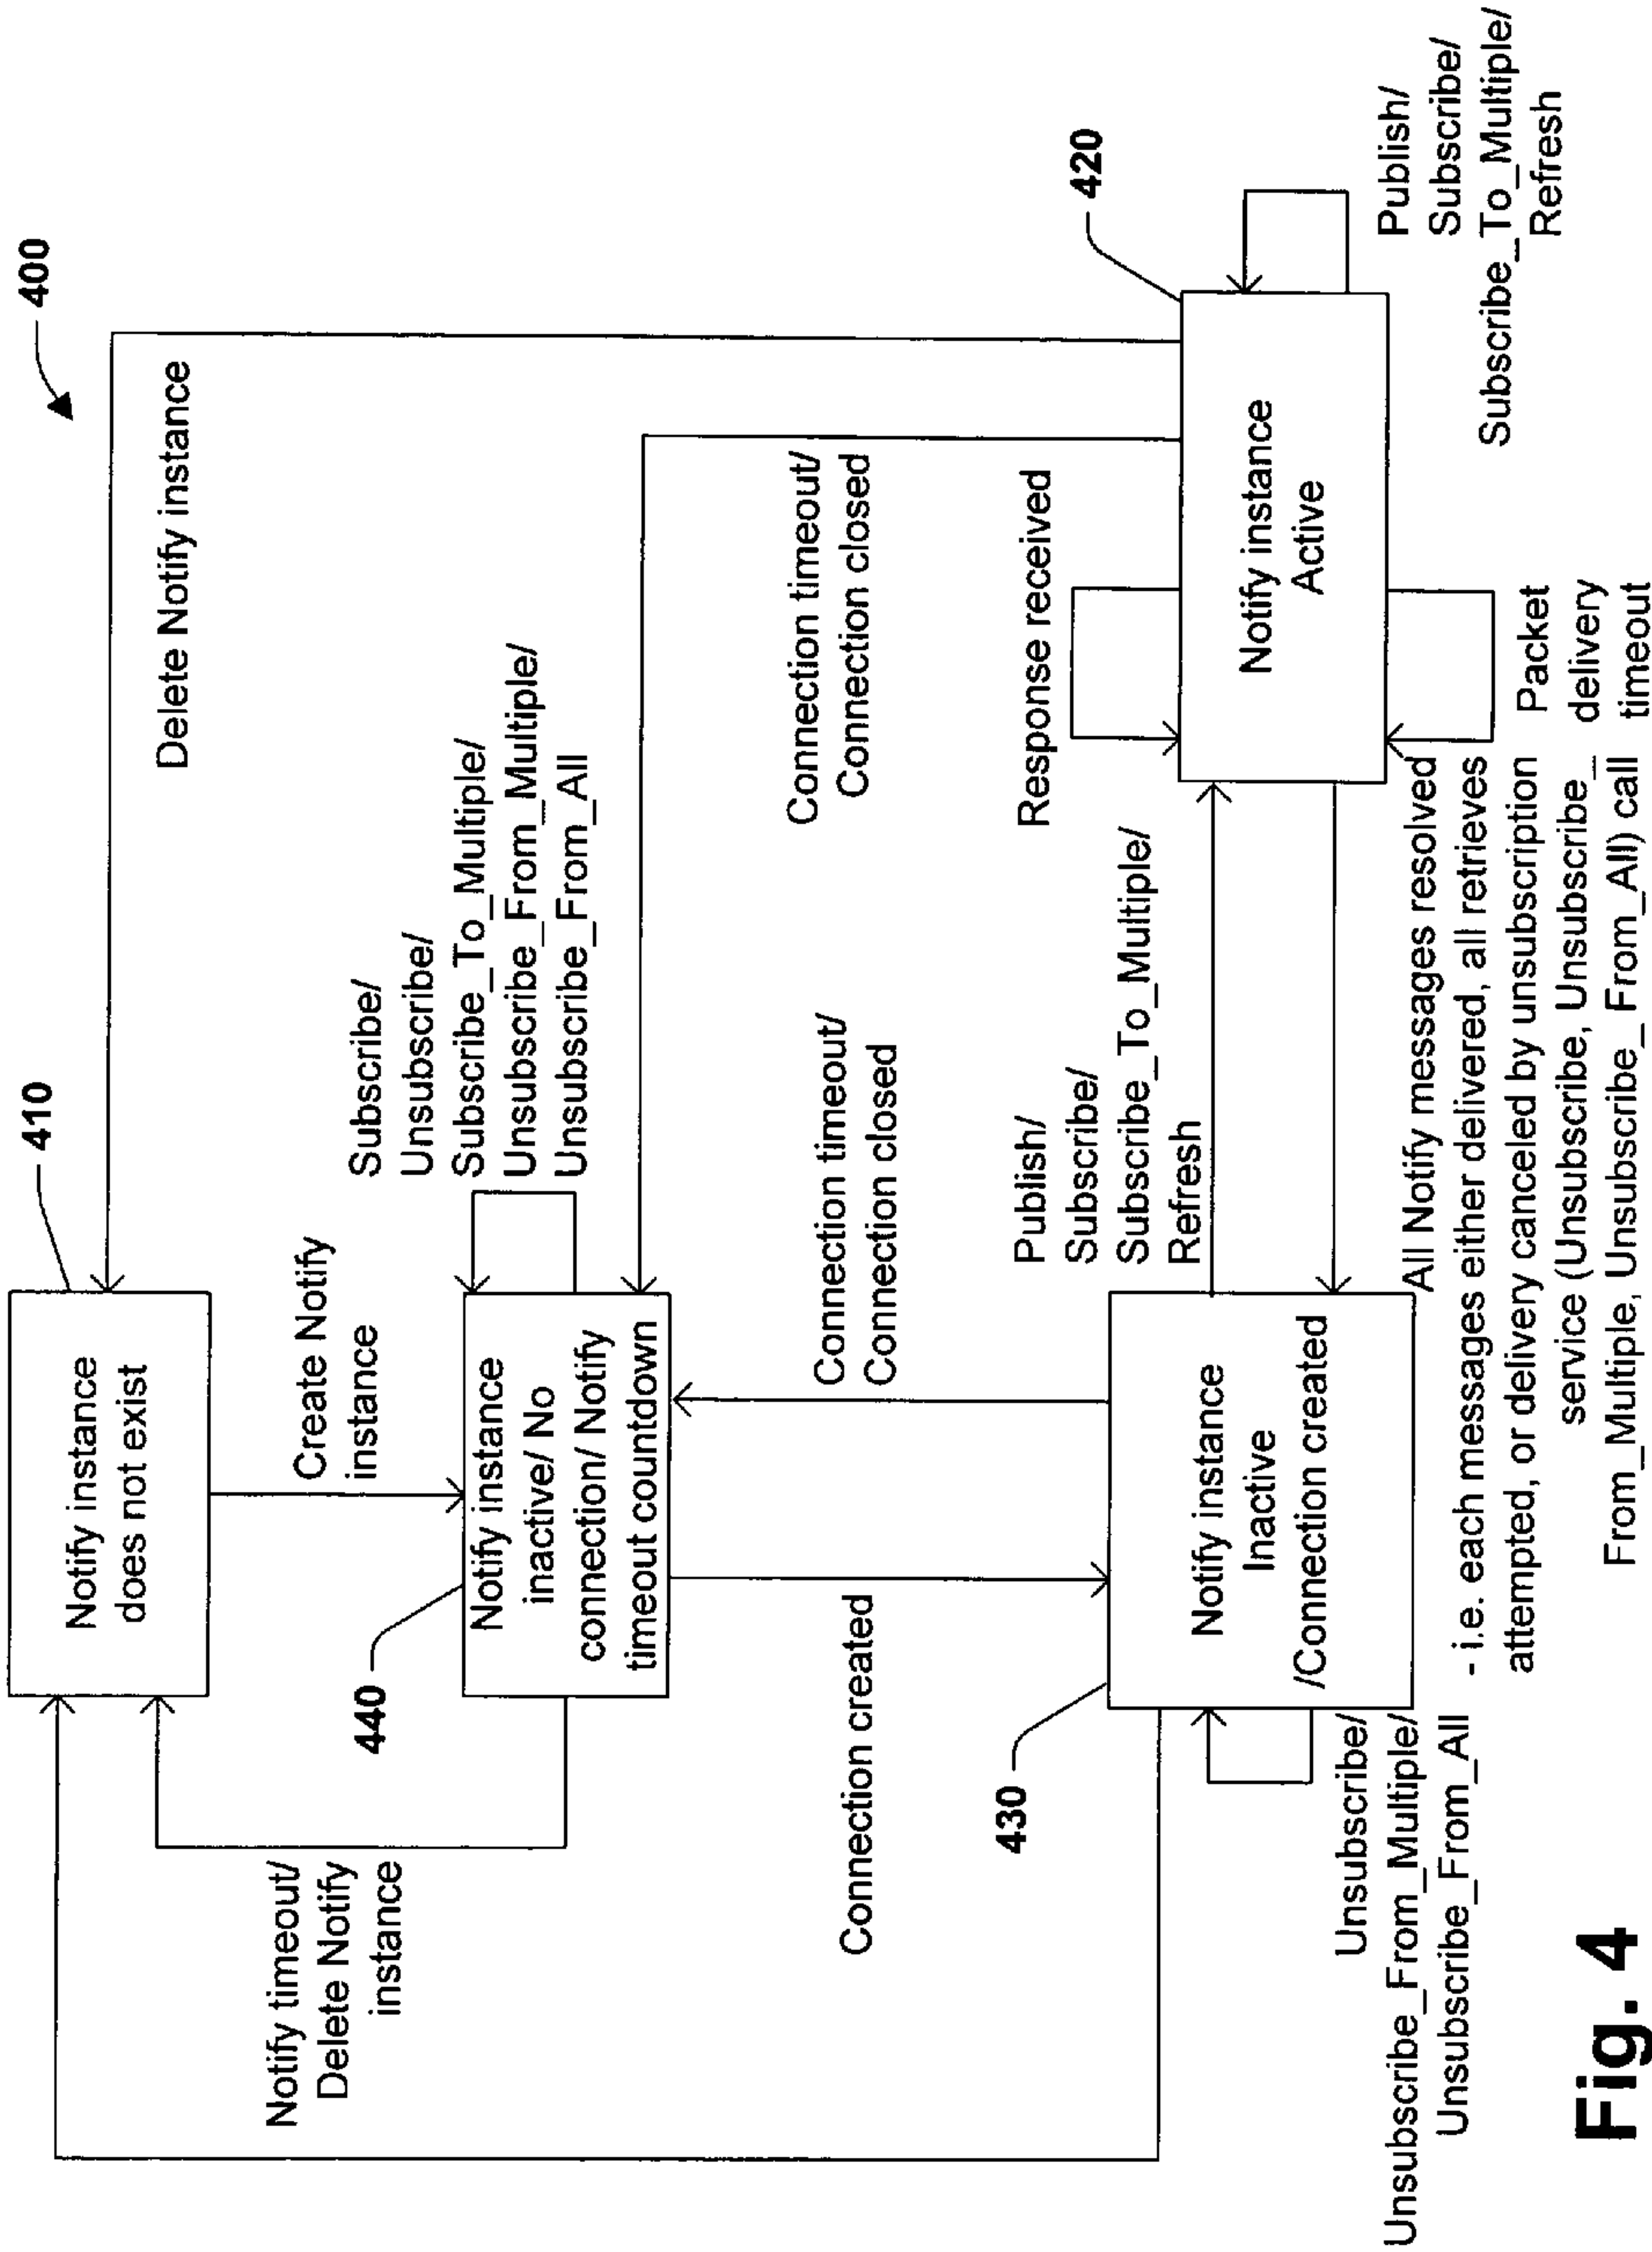 400
410
Notify instance
does not exist
Delete Notify instance
Create Notify
instance
Notify timeout/
Delete Notify
instance
440
Notify instance
inactive/ No
connection/ Notify
timeout countdown
Subscribe/
Unsubscribe/
Subscribe_To_Multiple/
Unsubscribe_From_Multiple/
Unsubscribe_From_All
Connection timeout/
Connection closed
Connection created
Connection timeout/
Connection closed
Response received
420
430
Notify instance
Inactive
/Connection created
Publish/
Subscribe/
Subscribe_To_Multiple/
Refresh
Notify instance
Active
Publish/
Subscribe/
Subscribe_To_Multiple/
Refresh
Unsubscribe/
Unsubscribe_From_Multiple/
Unsubscribe_From_All
All Notify messages resolved
- i.e. each messages either delivered, all retrieves
attempted, or delivery canceled by unsubscription
service (Unsubscribe, Unsubscribe_
From_Multiple, Unsubscribe_From_All) call
Packet
delivery
timeout
Fig. 4